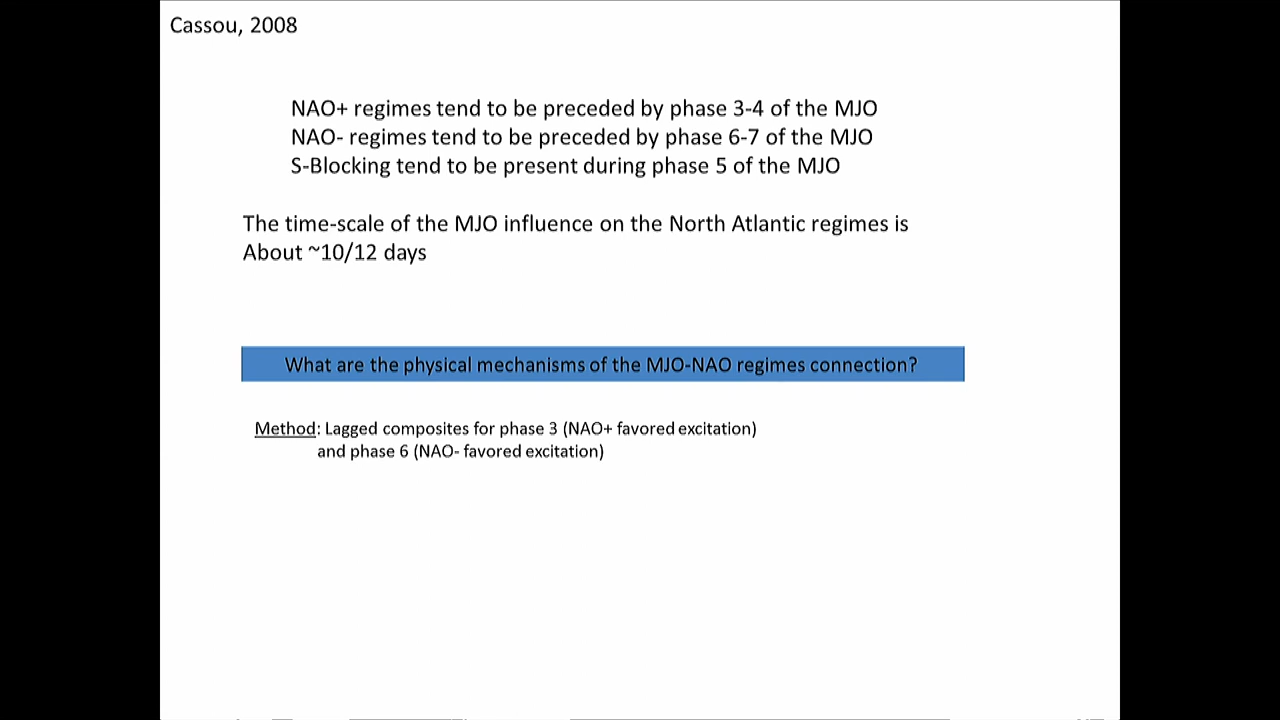 Cassou, 2008
NAO+ regimes tend to be preceded by phase 3-4 of the MJO
NAO- regimes tend to be preceded by phase 6-7 of the MJO
S-Blocking tend to be present during phase 5 of the MJO
The time-scale of the MJO influence on the North Atlantic regimes is
About ~10/12 days
What are the physical mechanisms of the MJO-NAO regimes connection?
Method: Lagged composites for phase 3 (NAO+ favored excitation)
and phase 6 (NAO- favored excitation)